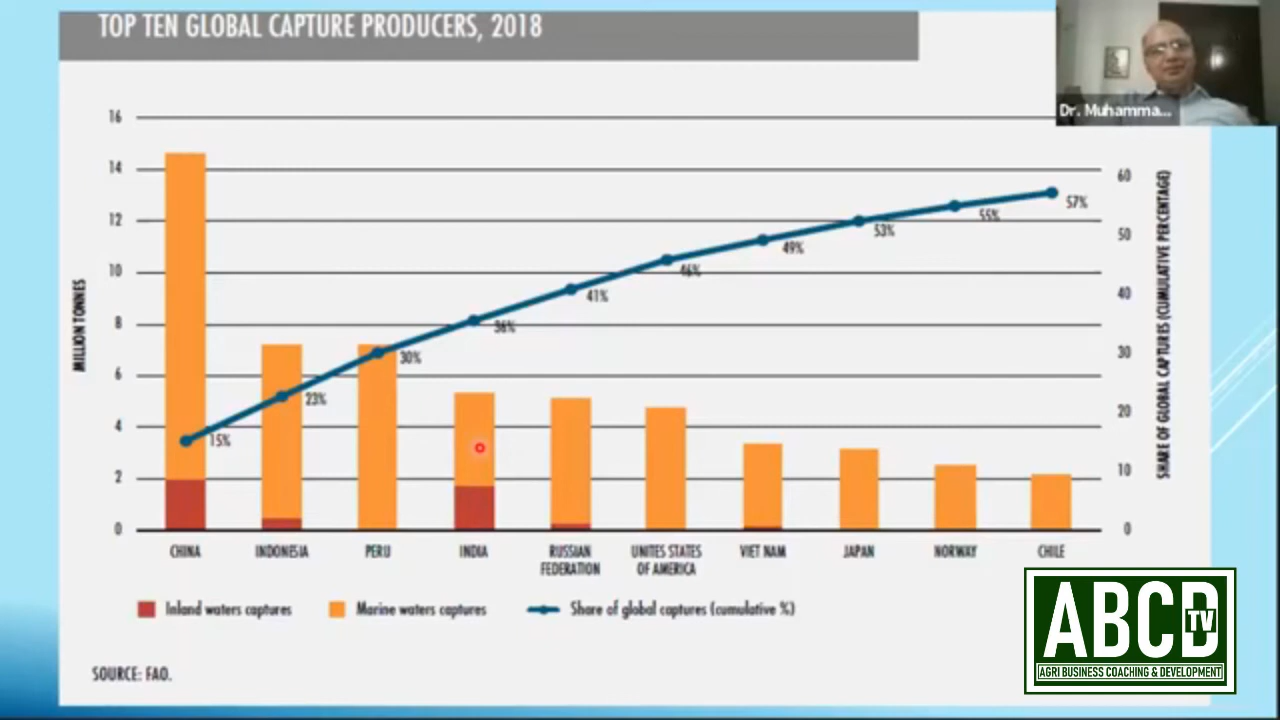 TOP TEN GLOBAL CAPTURE PRODUCERS, 2018
Dr. Muhamma...
16
14
12
10
8
6
4
2
0
MILLION TONNES
60
50
40
30
20
10
0
SHARE OF GLOBAL CAPTURES (CUMULATIVE PERCENTAGE)
15%
23%
30%
36%
41%
46%
49%
53%
55%
57%
CHINA
INDONESIA
PERU
INDIA
RUSSIAN
FEDERATION
UNITES STATES
OF AMERICA
VIET NAM
JAPAN
NORWAY
CHILE
Inland waters captures
Marine waters captures
Share of global captures (cumulative %)
SOURCE: FAO.
ABCD TV
AGRI BUSINESS COACHING & DEVELOPMENT